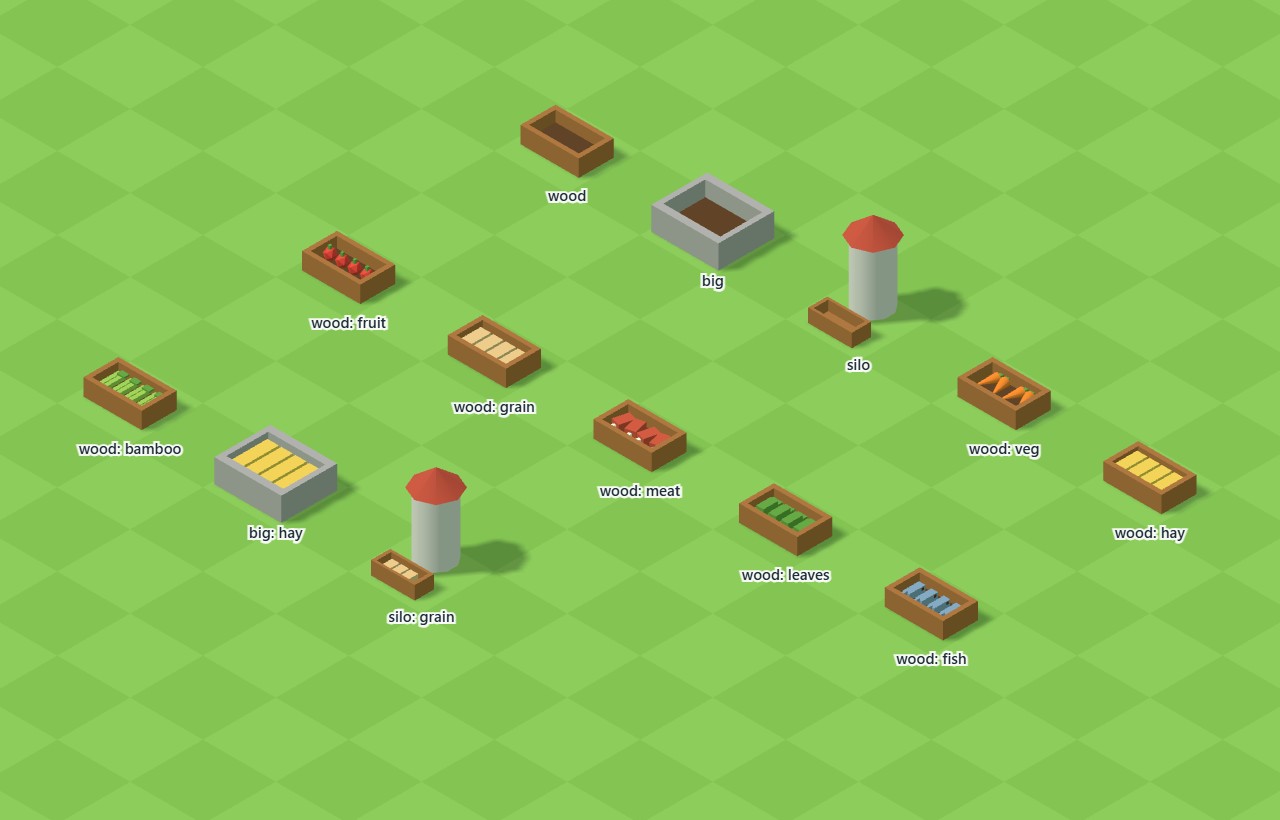 wood
big
wood: fruit
silo
wood: grain
wood: bamboo
wood: veg
wood: meat
big: hay
wood: hay
wood: leaves
silo: grain
wood: fish